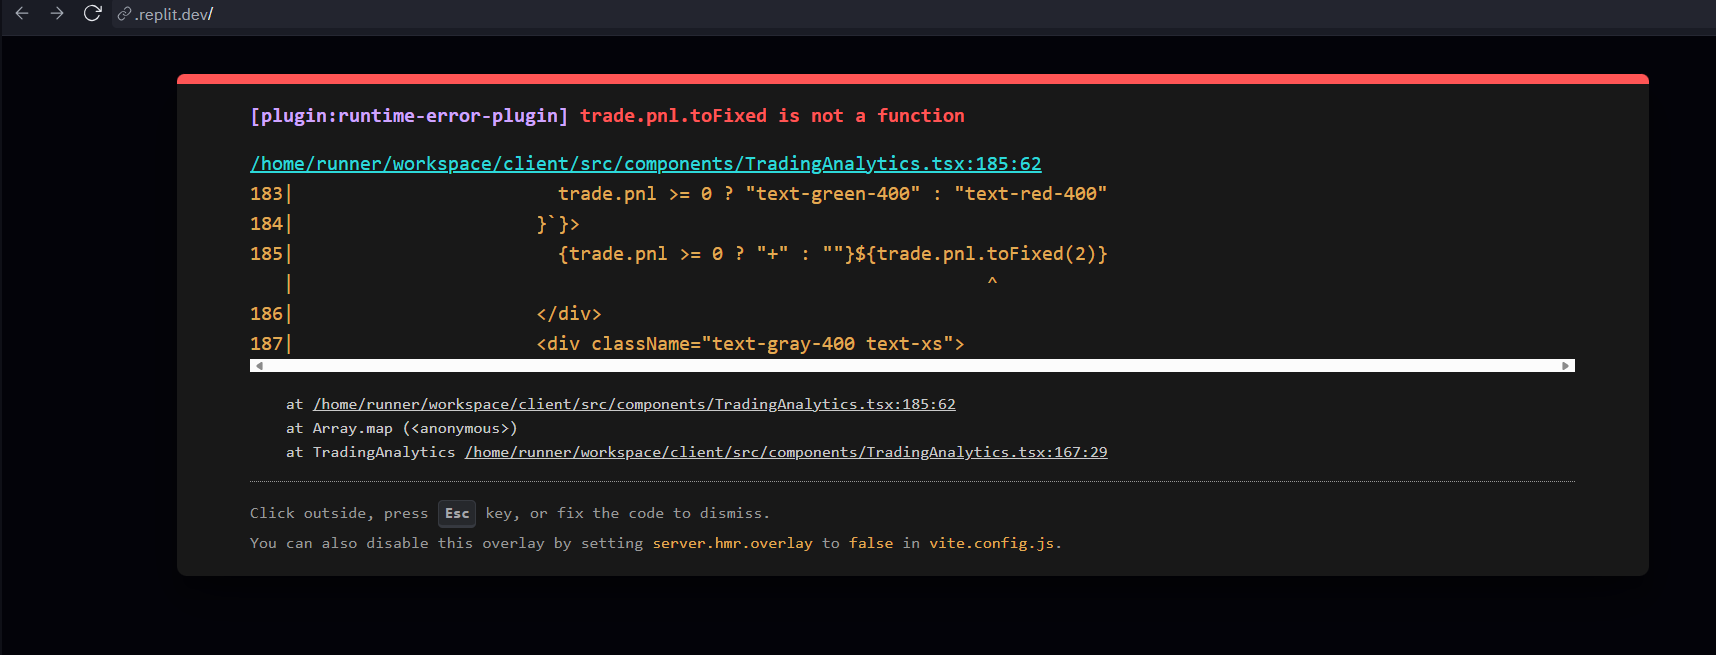 .replit.dev/
[plugin:runtime-error-plugin] trade.pnl.toFixed is not a function
/home/runner/workspace/client/src/components/TradingAnalytics.tsx:185:62
183|                         trade.pnl >= 0 ? "text-green-400" : "text-red-400"
184|                       }`}>
185|                         {trade.pnl >= 0 ? "+" : ""}${trade.pnl.toFixed(2)}
   |                                                                ^
186|                       </div>
187|                       <div className="text-gray-400 text-xs">
at /home/runner/workspace/client/src/components/TradingAnalytics.tsx:185:62
at Array.map (<anonymous>)
at TradingAnalytics /home/runner/workspace/client/src/components/TradingAnalytics.tsx:167:29
Click outside, press Esc key, or fix the code to dismiss.
You can also disable this overlay by setting server.hmr.overlay to false in vite.config.js.